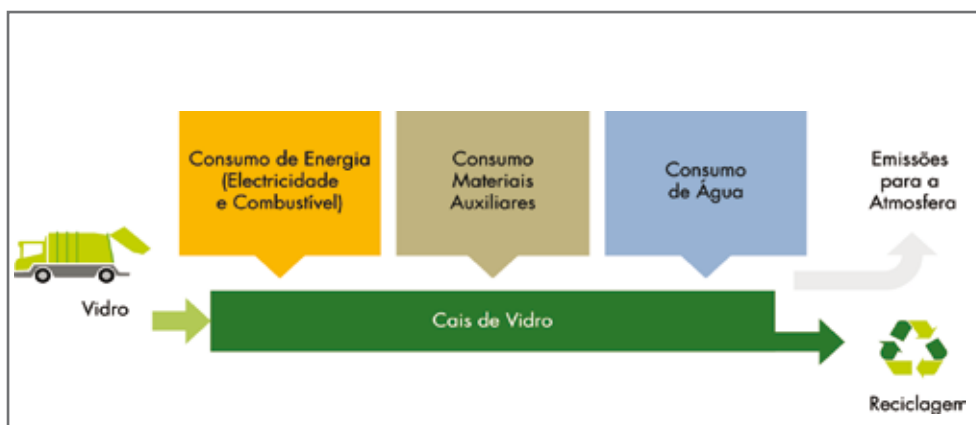 Consumo de Energia
(Electricidade
e Combustível)
Consumo
Materiais
Auxiliares
Consumo
de Água
Emissões
para a
Atmosfera
Vidro
Cais de Vidro
Reciclagem